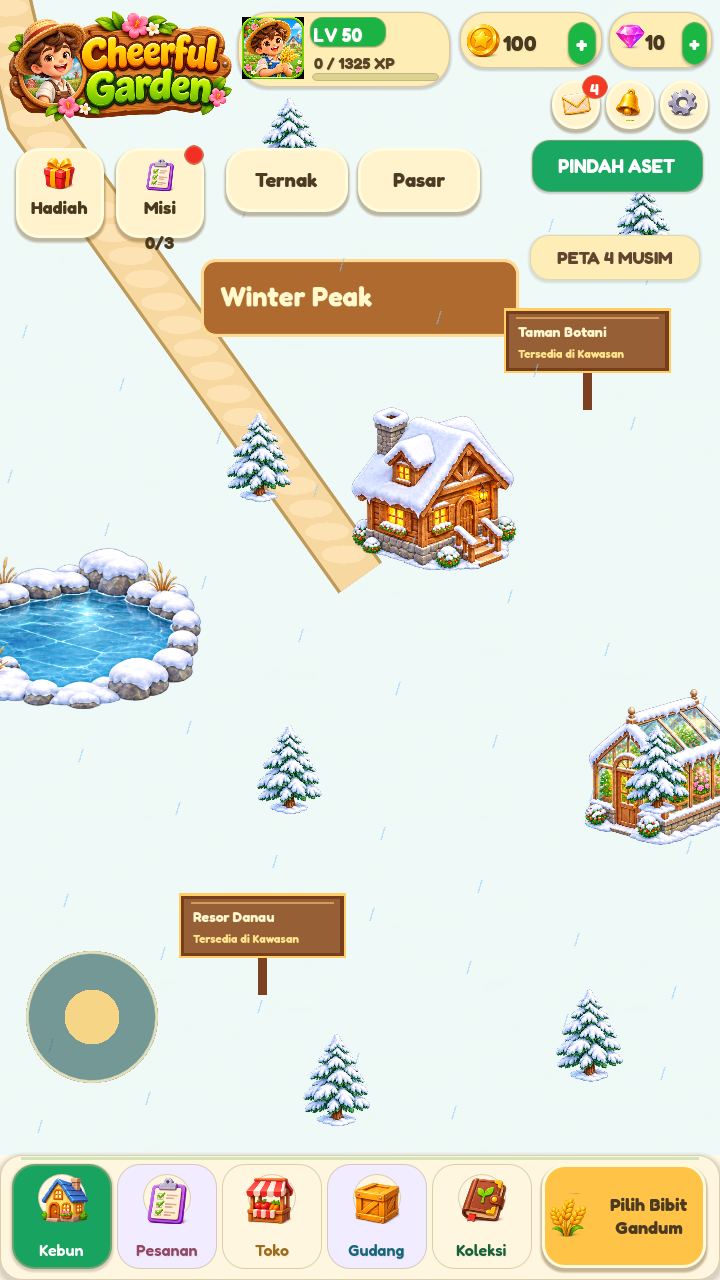 Cheerful
Garden
LV 50
0 / 1325 XP
100
+
10
+
4
Hadiah
Misi
0/3
Ternak
Pasar
PINDAH ASET
PETA 4 MUSIM
Winter Peak
Taman Botani
Tersedia di Kawasan
Resor Danau
Tersedia di Kawasan
Kebun
Pesanan
Toko
Gudang
Koleksi
Pilih Bibit
Gandum